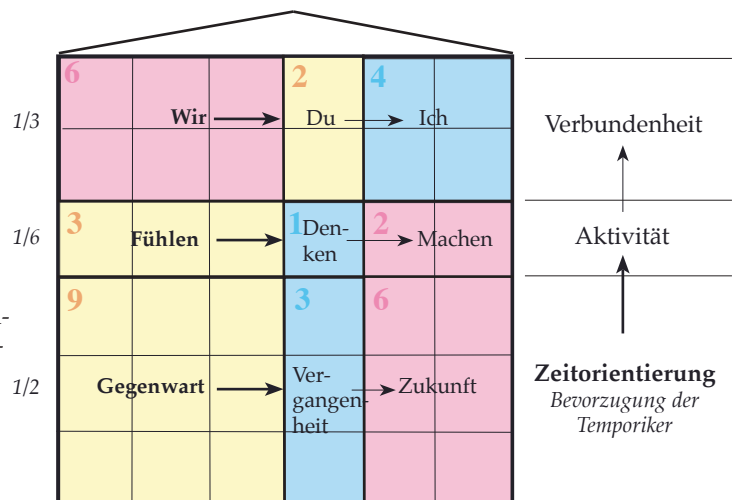 6 2 4
1/3 Wir Du Ich Verbundenheit
3 1 2
1/6 Fühlen Den-
ken Machen Aktivität
9 3 6
1/2 Gegenwart Ver-
gangen-
heit Zukunft
Zeitorientierung
Bevorzugung der
Temporiker